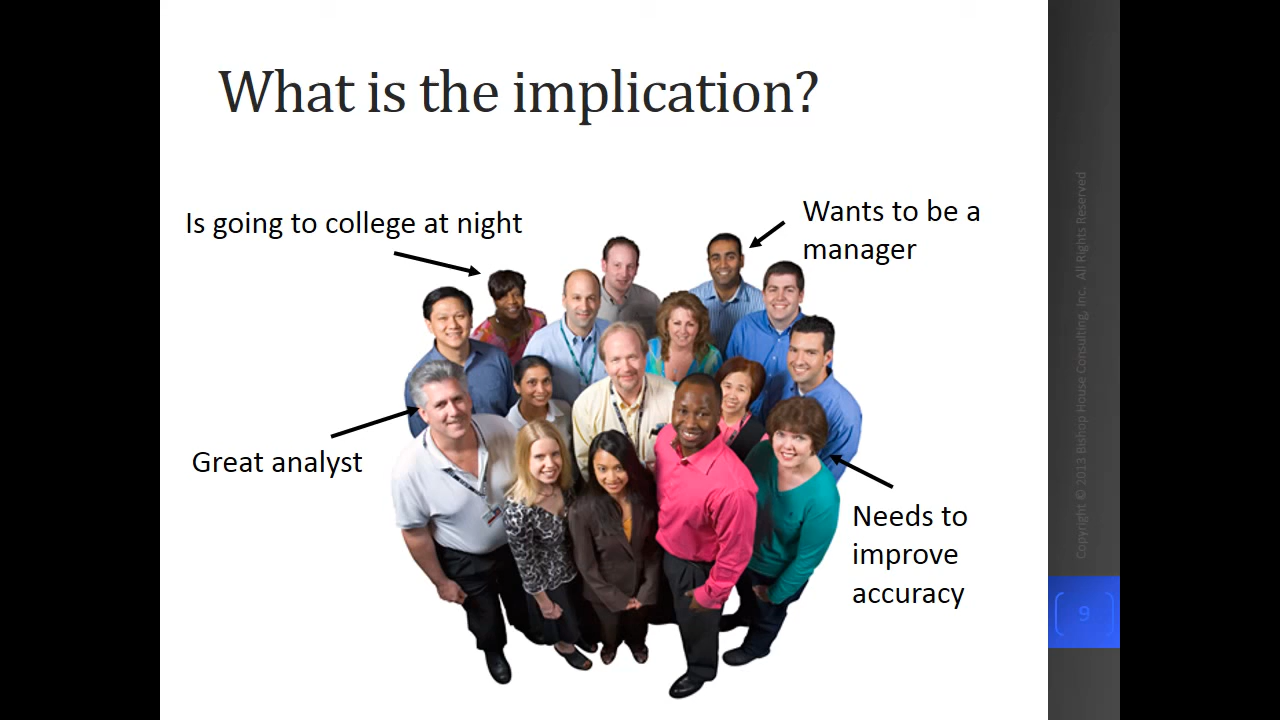 What is the implication?
Is going to college at night
Wants to be a
manager
Great analyst
Needs to
improve
accuracy
Copyright © 2013 Bishop House Consulting, Inc. All Rights Reserved
9